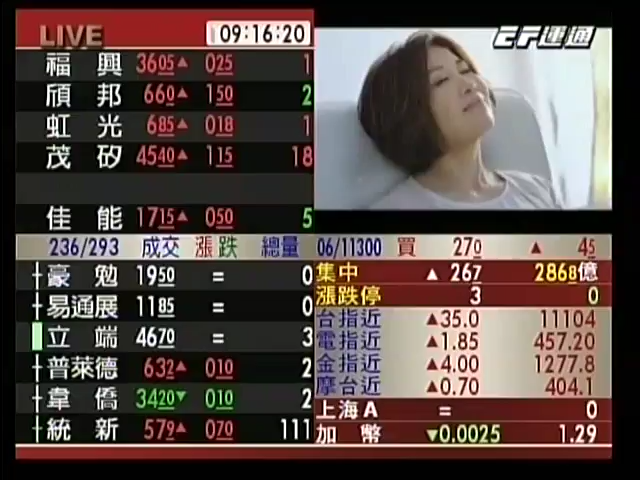 LIVE 09:16:20
CTF運通
福興 3605▲ 025 1
頎邦 660▲ 150 2
虹光 685▲ 018 1
茂矽 4540▲ 115 18
佳能 1715▲ 050 5
236/293 成交 漲跌 總量
豪勉 1950 = 0
易通展 1185 = 0
立端 4670 = 3
普萊德 632▲ 010 2
韋僑 3420▼ 010 2
統新 579▲ 070 111
06/11300 買 270 ▲ 45
集中 ▲ 267 2868億
漲跌停 3 0
台指近 ▲35.0 11104
電指近 ▲1.85 457.20
金指近 ▲4.00 1277.8
摩台近 ▲0.70 404.1
上海A = 0
加幣 ▼0.0025 1.29